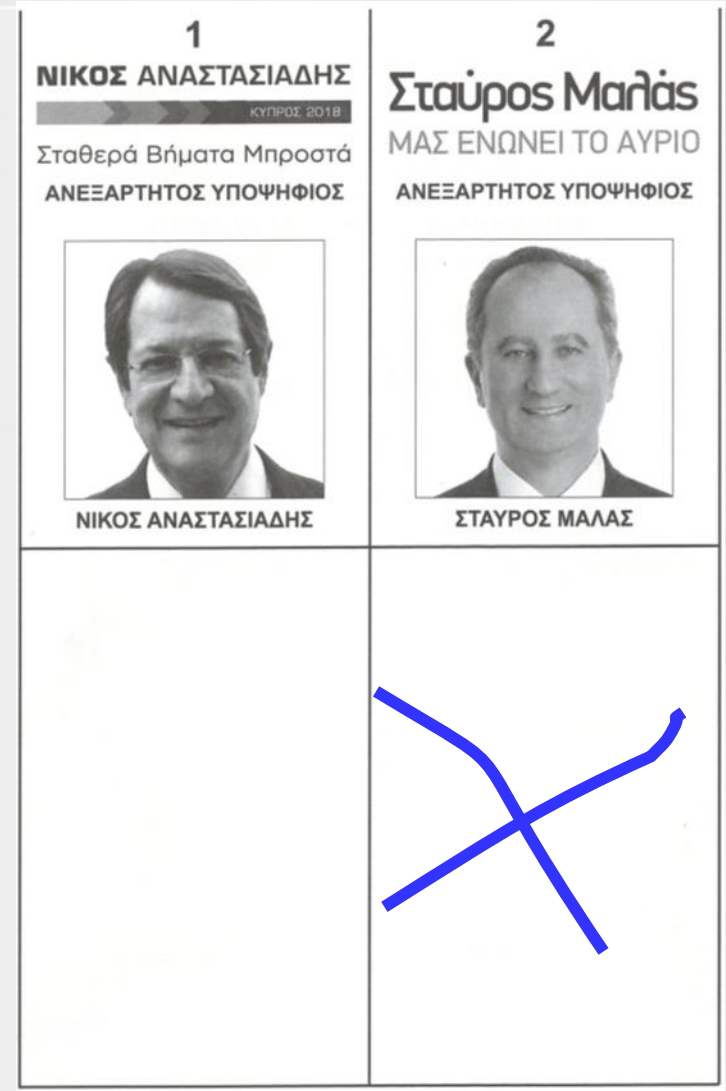 1
ΝΙΚΟΣ ΑΝΑΣΤΑΣΙΑΔΗΣ
ΚΥΠΡΟΣ 2018
Σταθερά Βήματα Μπροστά
ΑΝΕΞΑΡΤΗΤΟΣ ΥΠΟΨΗΦΙΟΣ
ΝΙΚΟΣ ΑΝΑΣΤΑΣΙΑΔΗΣ
2
Σταύρος Μαλάς
ΜΑΣ ΕΝΩΝΕΙ ΤΟ ΑΥΡΙΟ
ΑΝΕΞΑΡΤΗΤΟΣ ΥΠΟΨΗΦΙΟΣ
ΣΤΑΥΡΟΣ ΜΑΛΑΣ